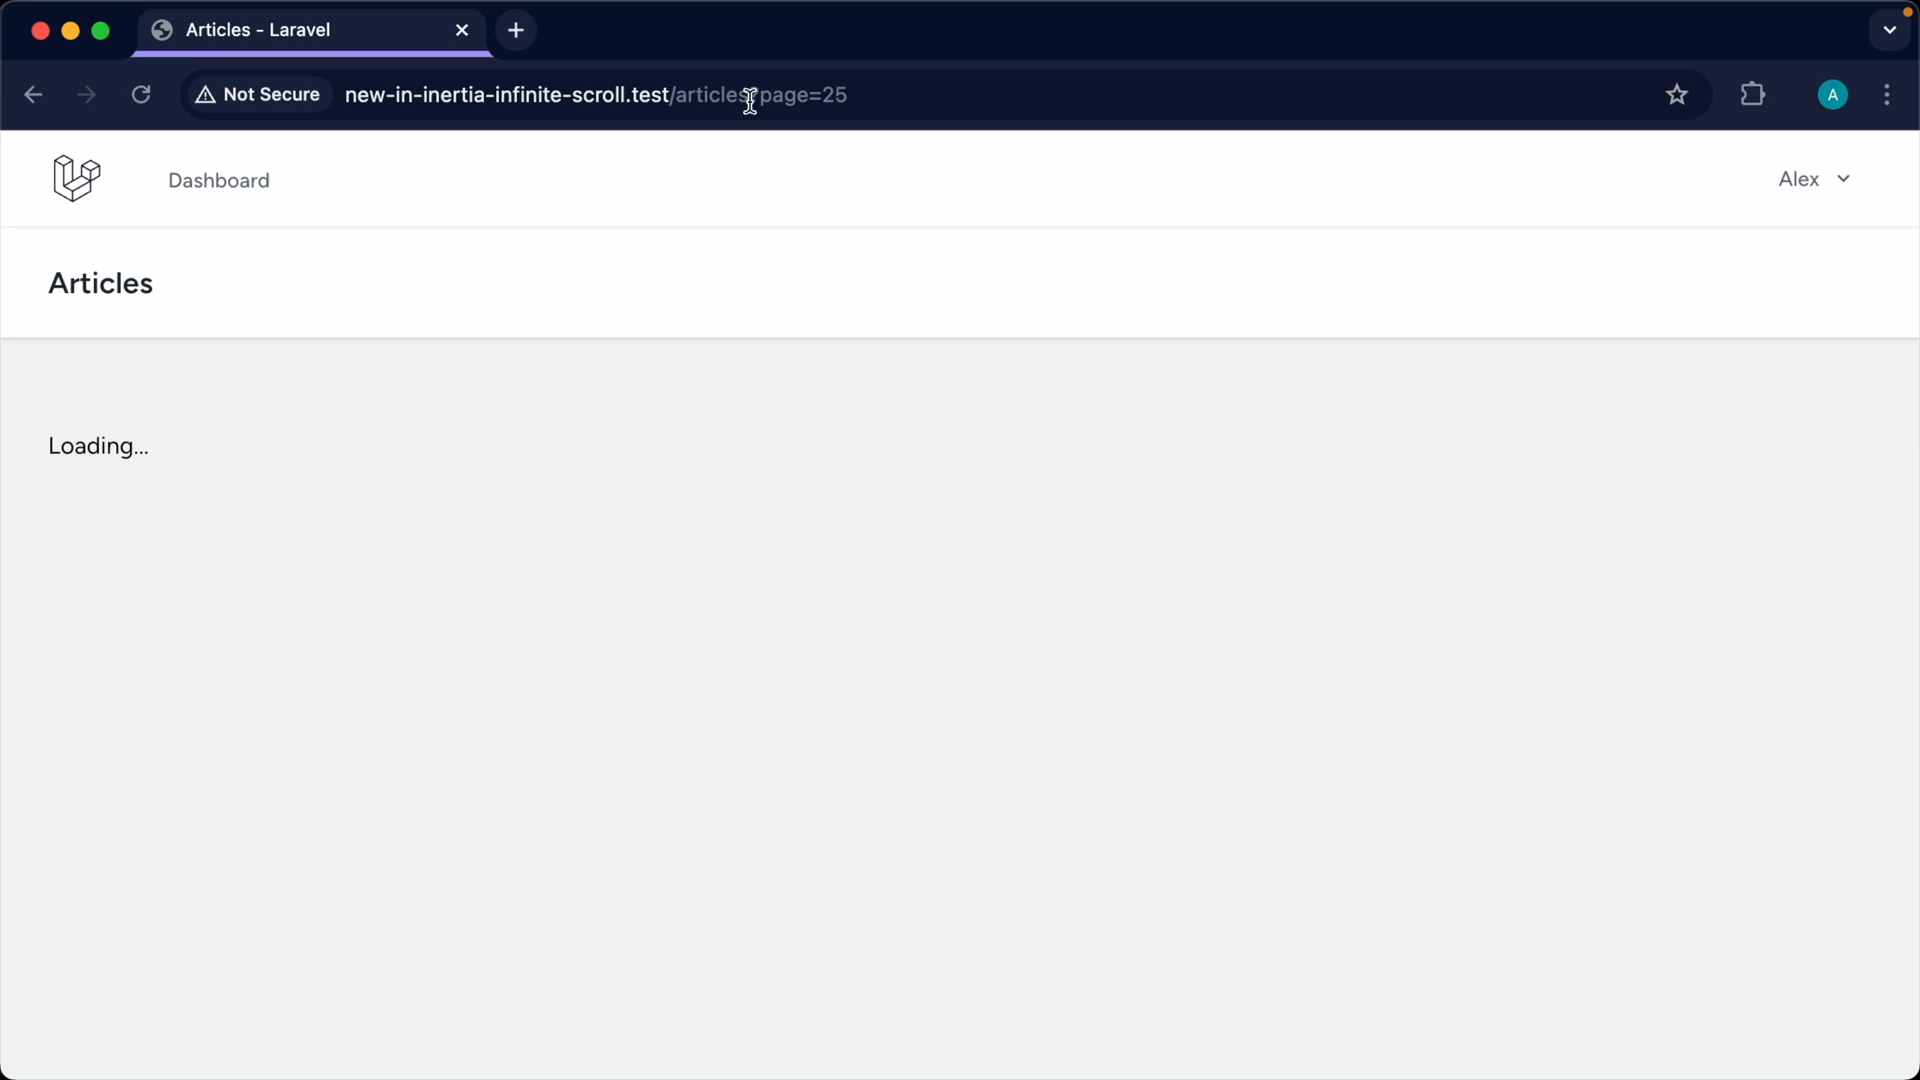 Articles - Laravel
Not Secure
new-in-inertia-infinite-scroll.test/articles?page=25
A
Dashboard
Alex
Articles
Loading...